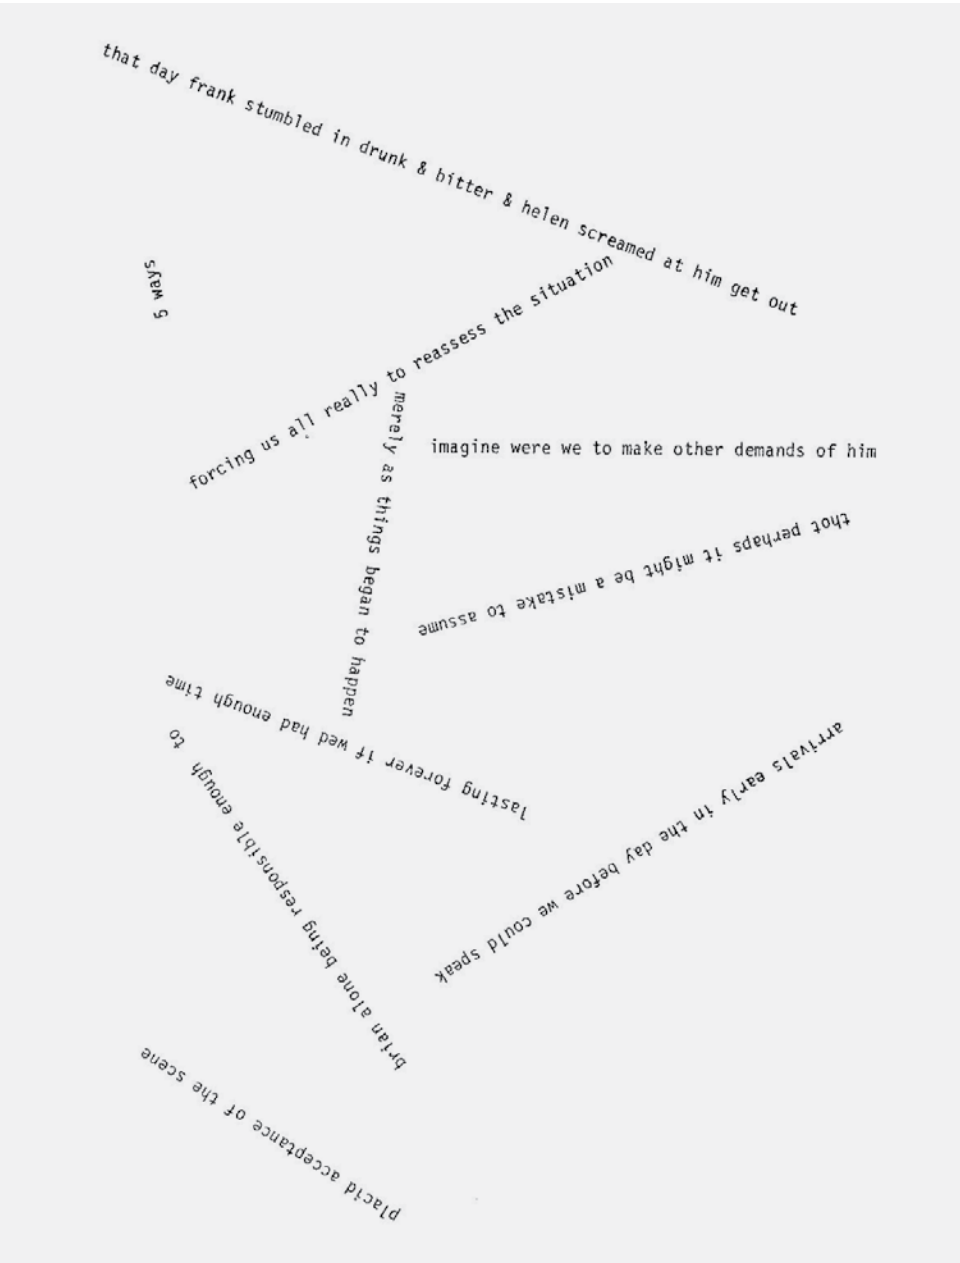 that day frank stumbled in drunk & bitter & helen screamed at him get out
5 ways
forcing us all really to reassess the situation
merely as things began to happen
imagine were we to make other demands of him
thot perhaps it might be a mistake to assume
lasting forever if wed had enough time
brian alone being responsible enough to
arrivals early in the day before we could speak
placid acceptance of the scene